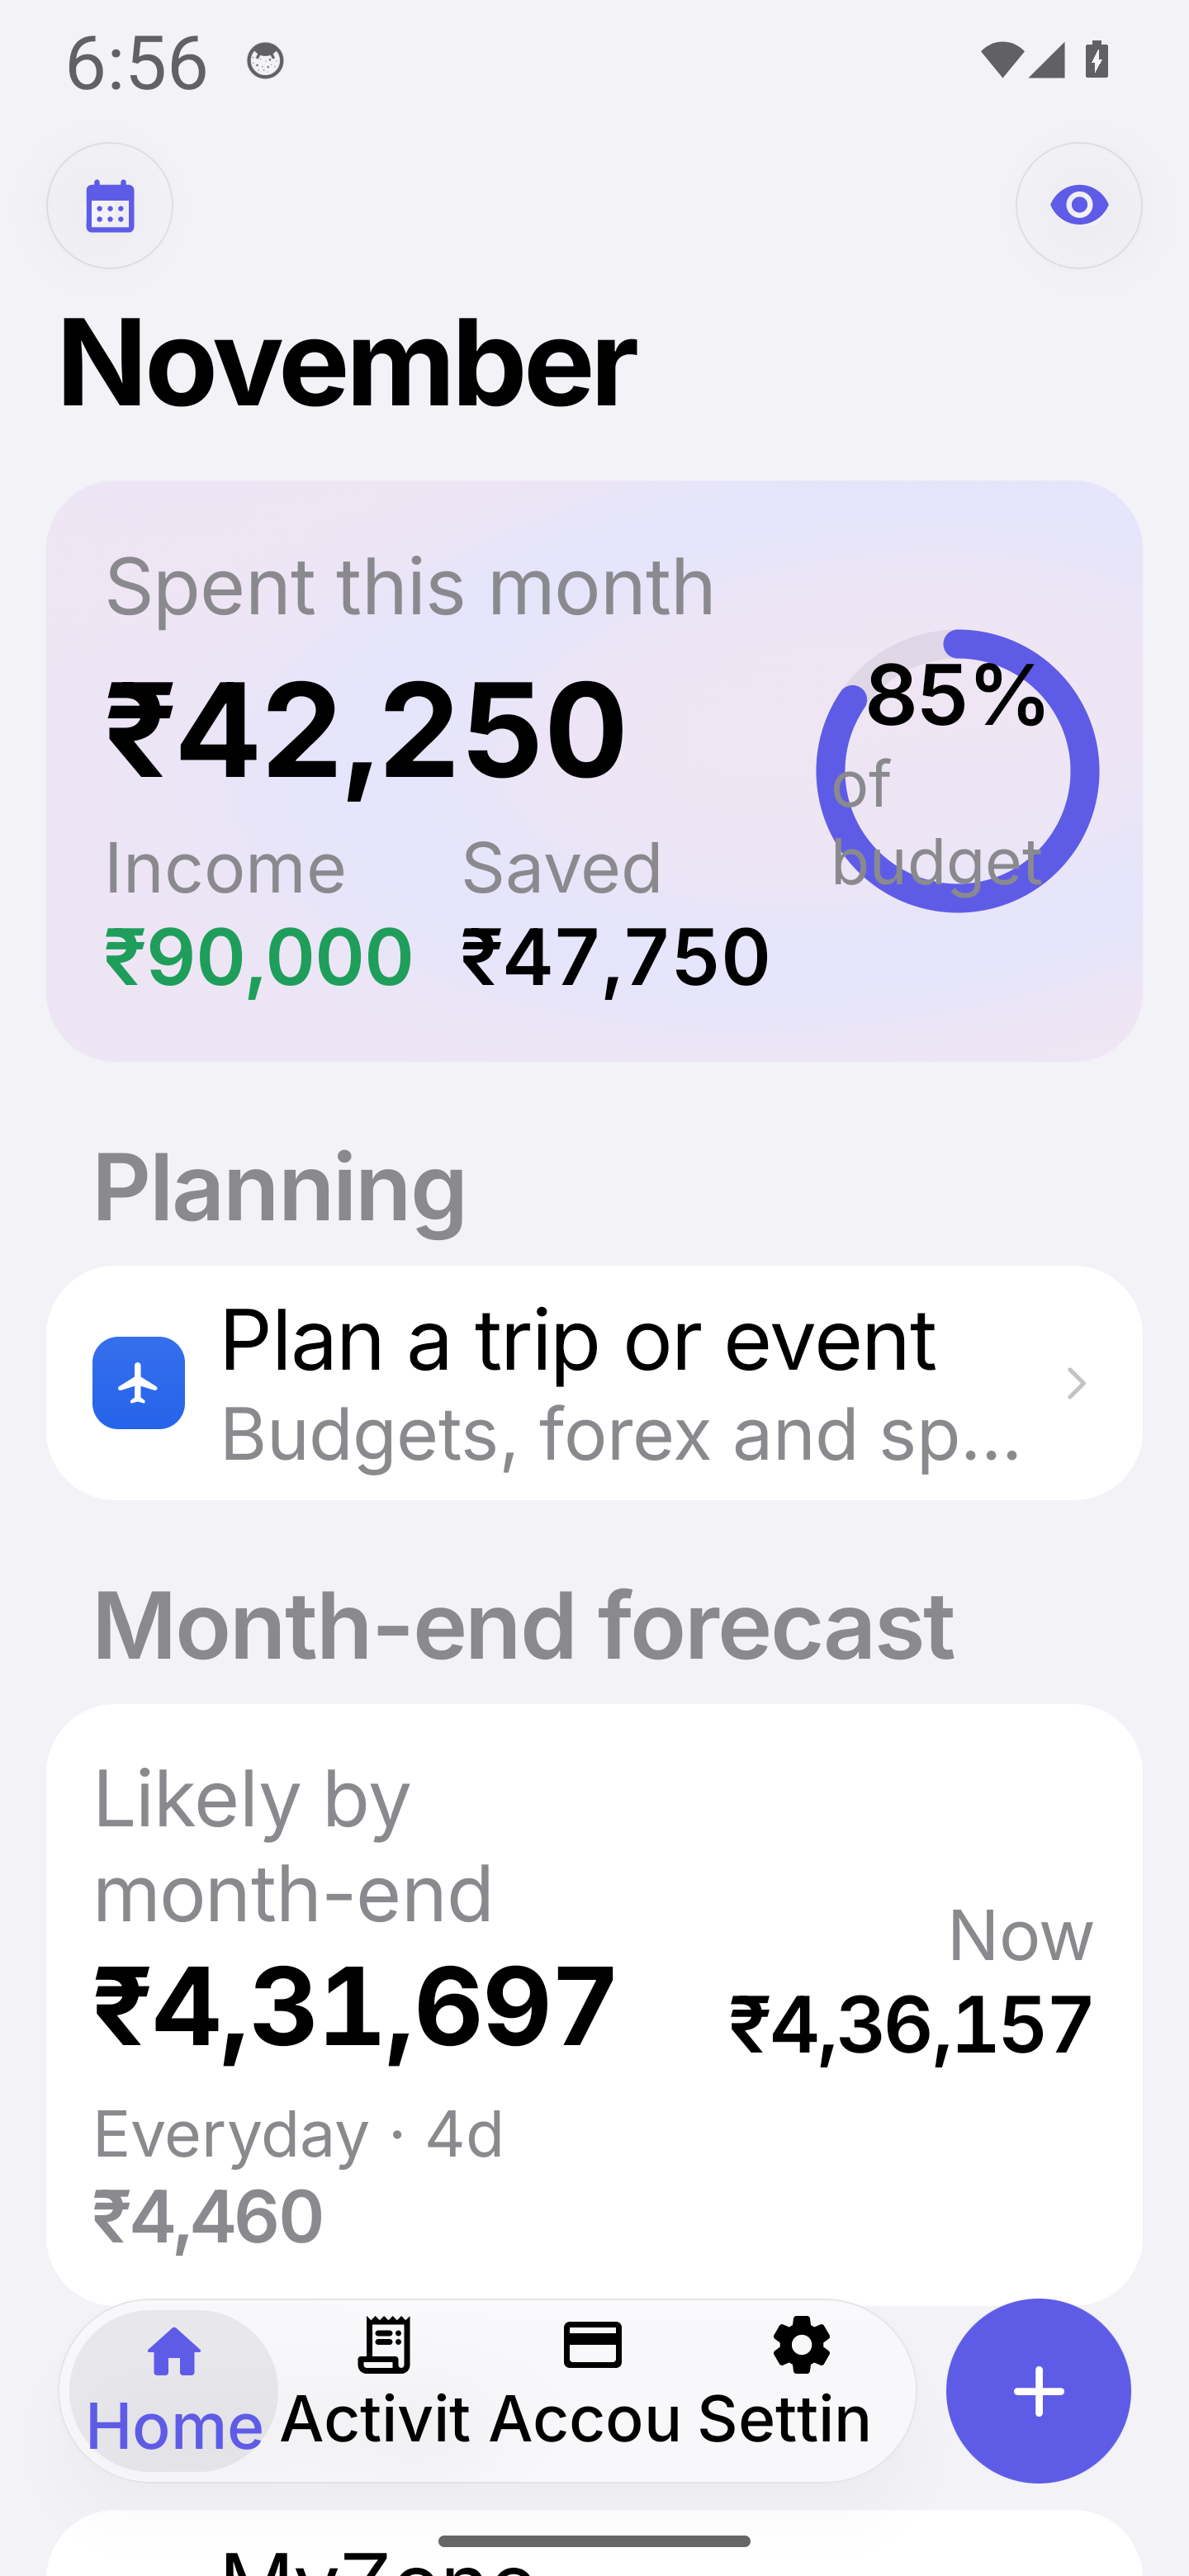 6:56
November
Spent this month
₹42,250
85%
of
budget
Income
Saved
₹90,000
₹47,750
Planning
Plan a trip or event
Budgets, forex and sp...
Month-end forecast
Likely by
month-end
₹4,31,697
Now
₹4,36,157
Everyday · 4d
₹4,460
Home
Activit
Accou
Settin
MyZone